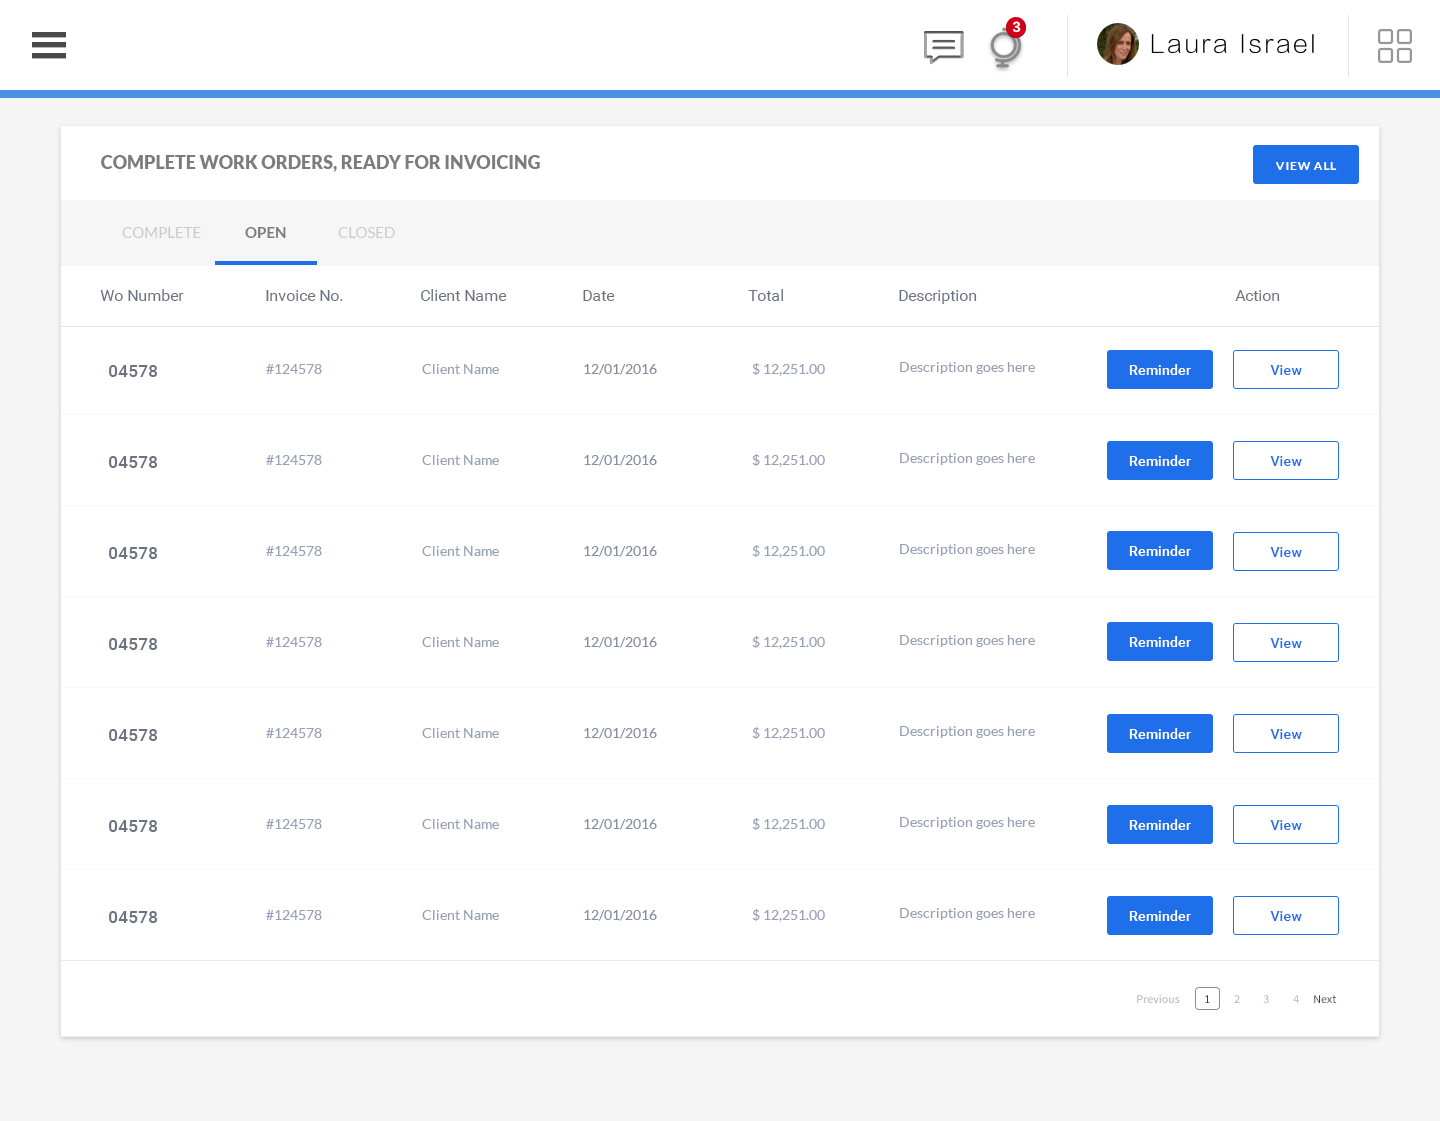 3
Laura Israel
COMPLETE WORK ORDERS, READY FOR INVOICING
VIEW ALL
COMPLETE OPEN CLOSED
Wo Number Invoice No. Client Name Date Total Description Action
04578 #124578 Client Name 12/01/2016 $ 12,251.00 Description goes here Reminder View
04578 #124578 Client Name 12/01/2016 $ 12,251.00 Description goes here Reminder View
04578 #124578 Client Name 12/01/2016 $ 12,251.00 Description goes here Reminder View
04578 #124578 Client Name 12/01/2016 $ 12,251.00 Description goes here Reminder View
04578 #124578 Client Name 12/01/2016 $ 12,251.00 Description goes here Reminder View
04578 #124578 Client Name 12/01/2016 $ 12,251.00 Description goes here Reminder View
04578 #124578 Client Name 12/01/2016 $ 12,251.00 Description goes here Reminder View
Previous 1 2 3 4 Next